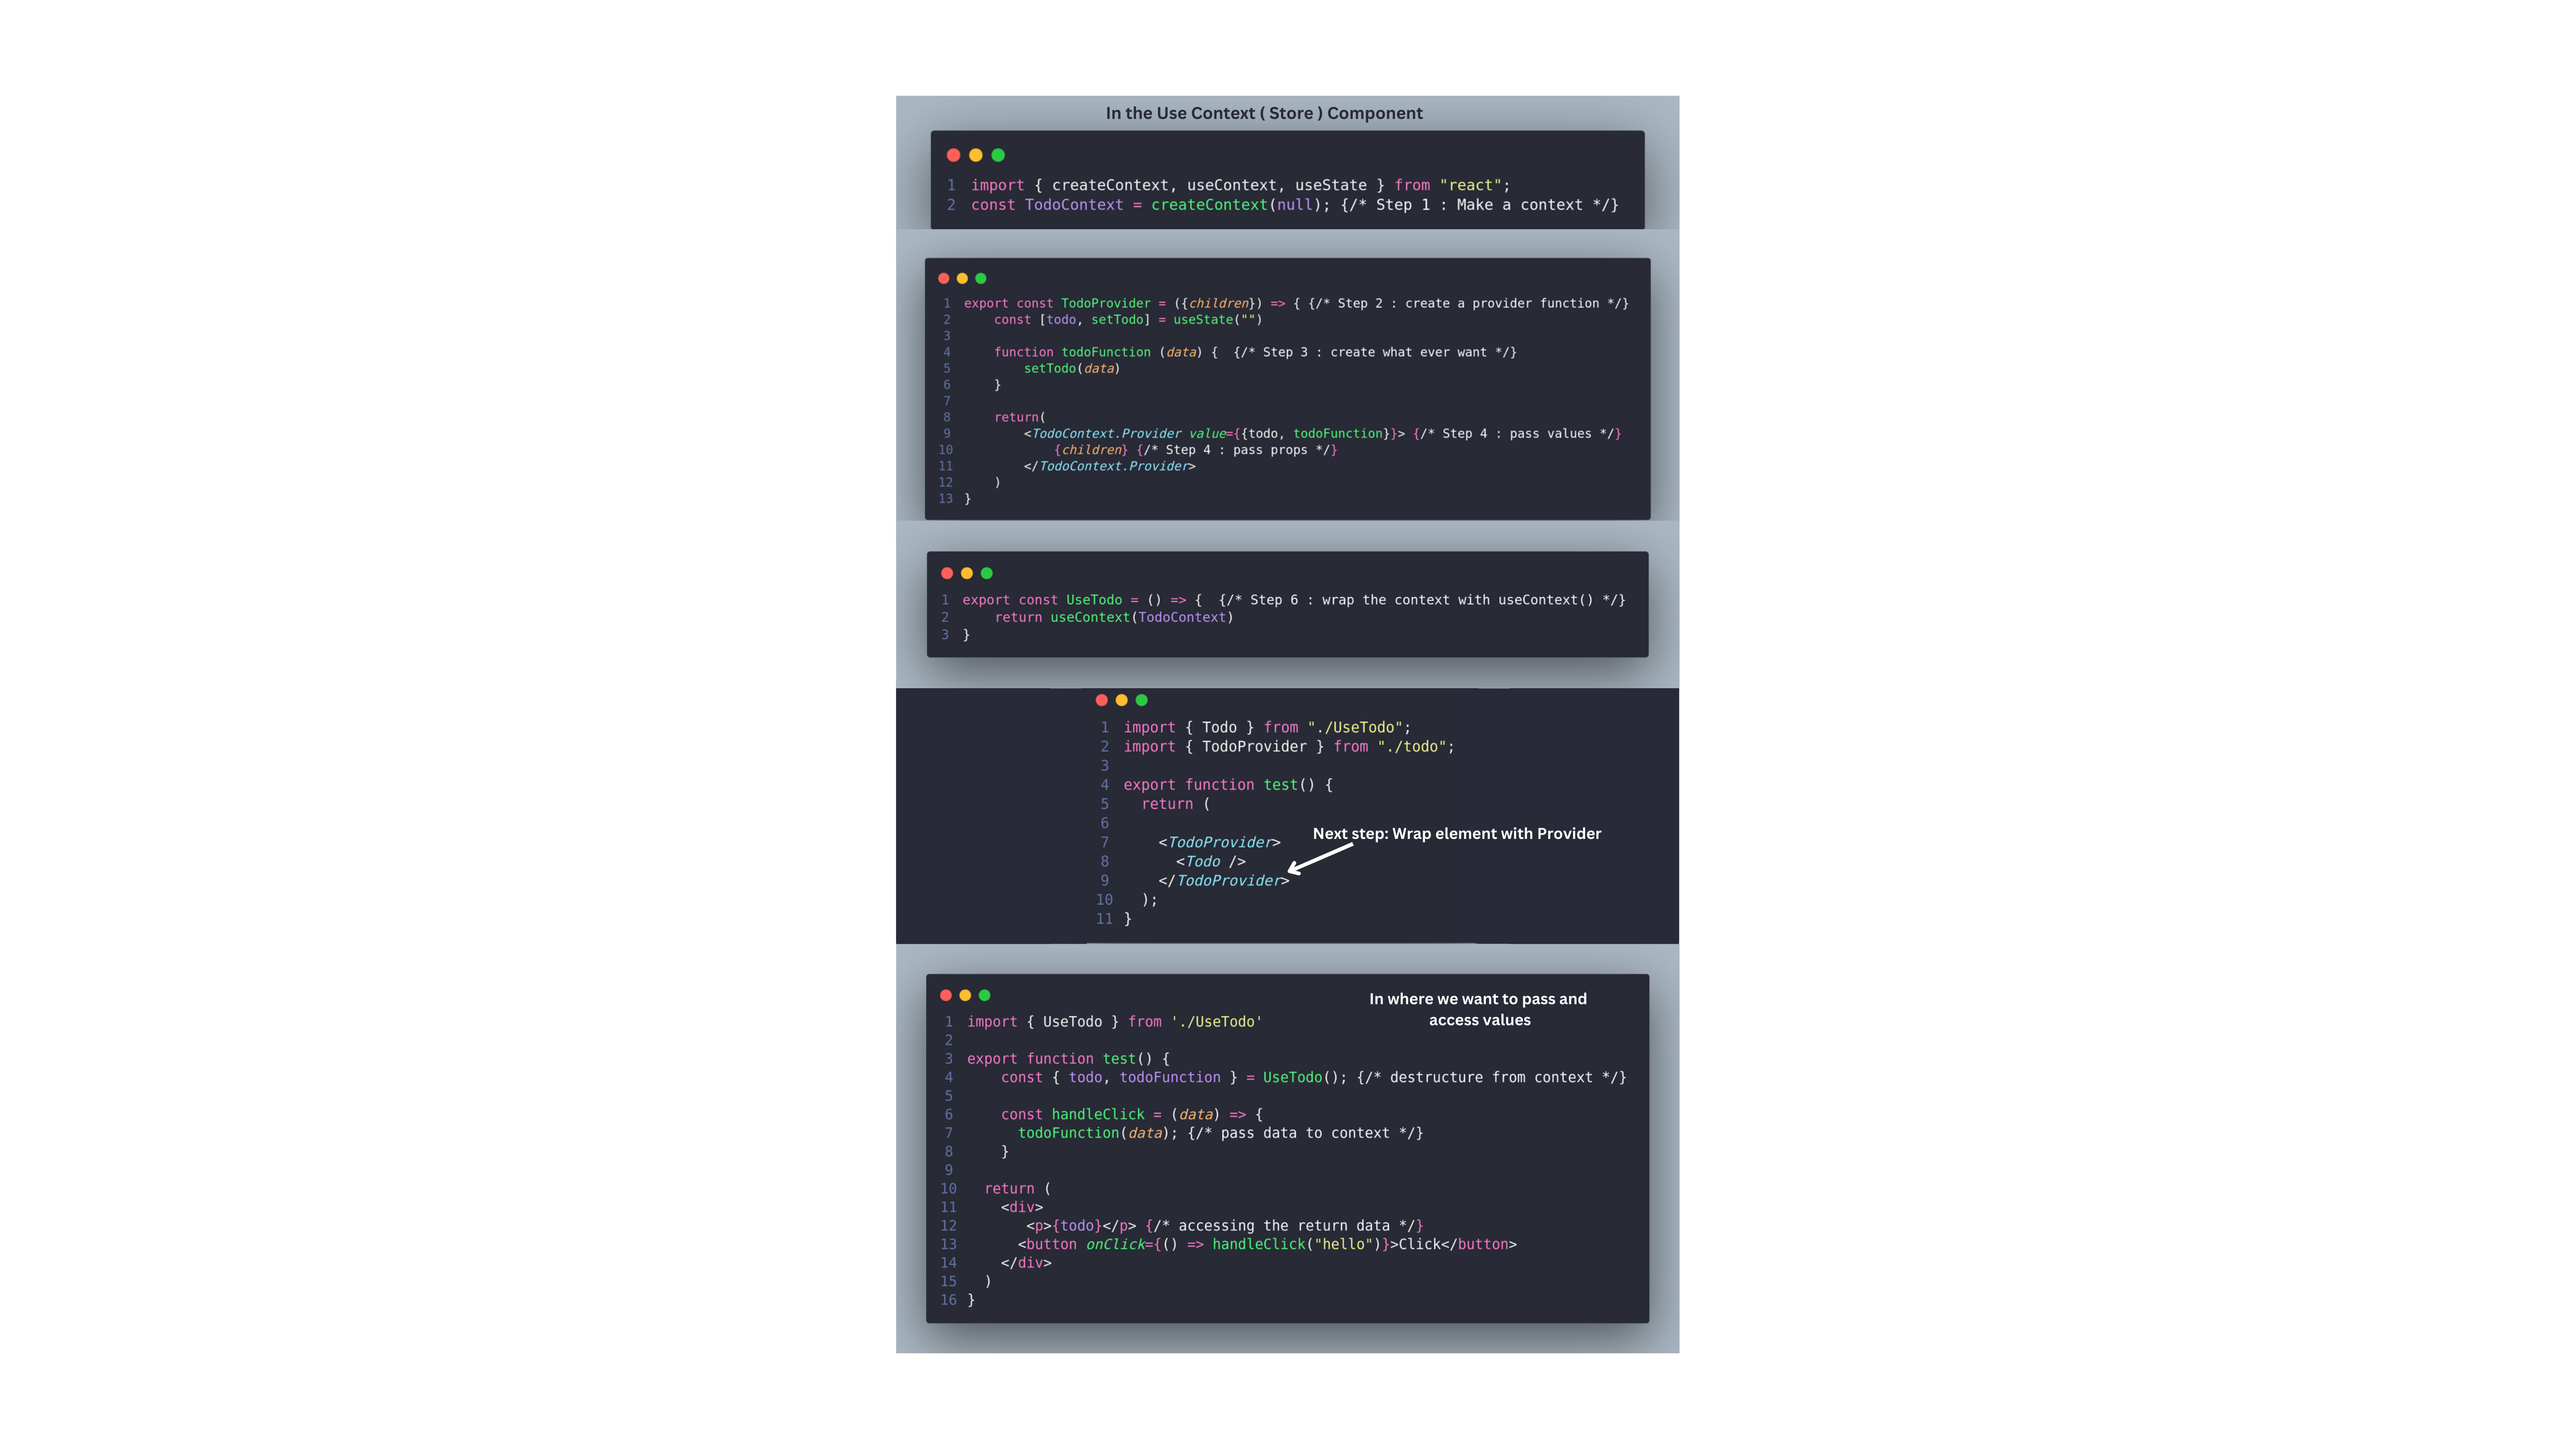 In the Use Context ( Store ) Component
1 import { createContext, useContext, useState } from "react";
2 const TodoContext = createContext(null); {/* Step 1 : Make a context */}
1 export const TodoProvider = ({children}) => { {/* Step 2 : create a provider function */}
2     const [todo, setTodo] = useState("")
3
4     function todoFunction (data) {  {/* Step 3 : create what ever want */}
5         setTodo(data)
6     }
7
8     return(
9         <TodoContext.Provider value={{todo, todoFunction}}> {/* Step 4 : pass values */}
10             {children} {/* Step 4 : pass props */}
11         </TodoContext.Provider>
12     )
13 }
1 export const UseTodo = () => {  {/* Step 6 : wrap the context with useContext() */}
2     return useContext(TodoContext)
3 }
1 import { Todo } from "./UseTodo";
2 import { TodoProvider } from "./todo";
3
4 export function test() {
5   return (
6
Next step: Wrap element with Provider
7     <TodoProvider>
8       <Todo />
9     </TodoProvider>
10   );
11 }
In where we want to pass and
access values
1 import { UseTodo } from './UseTodo'
2
3 export function test() {
4     const { todo, todoFunction } = UseTodo(); {/* destructure from context */}
5
6     const handleClick = (data) => {
7       todoFunction(data); {/* pass data to context */}
8     }
9
10   return (
11     <div>
12        <p>{todo}</p> {/* accessing the return data */}
13       <button onClick={() => handleClick("hello")}>Click</button>
14     </div>
15   )
16 }